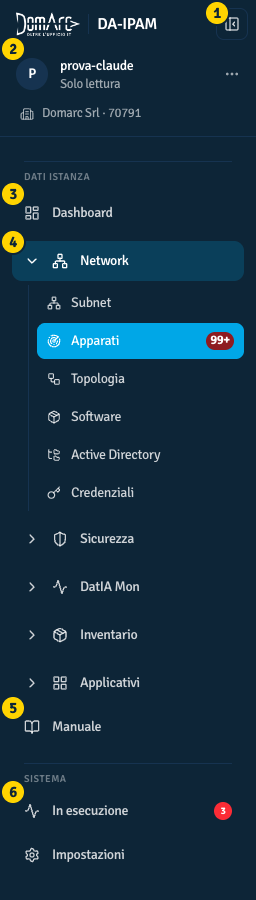 DomArc
OLTRE L'UFFICIO IT
DA-IPAM
1
2
P
prova-claude
Solo lettura
Domarc Srl · 70791
DATI ISTANZA
3
Dashboard
4
Network
Subnet
Apparati 99+
Topologia
Software
Active Directory
Credenziali
Sicurezza
DatIA Mon
Inventario
Applicativi
5
Manuale
SISTEMA
6
In esecuzione 3
Impostazioni